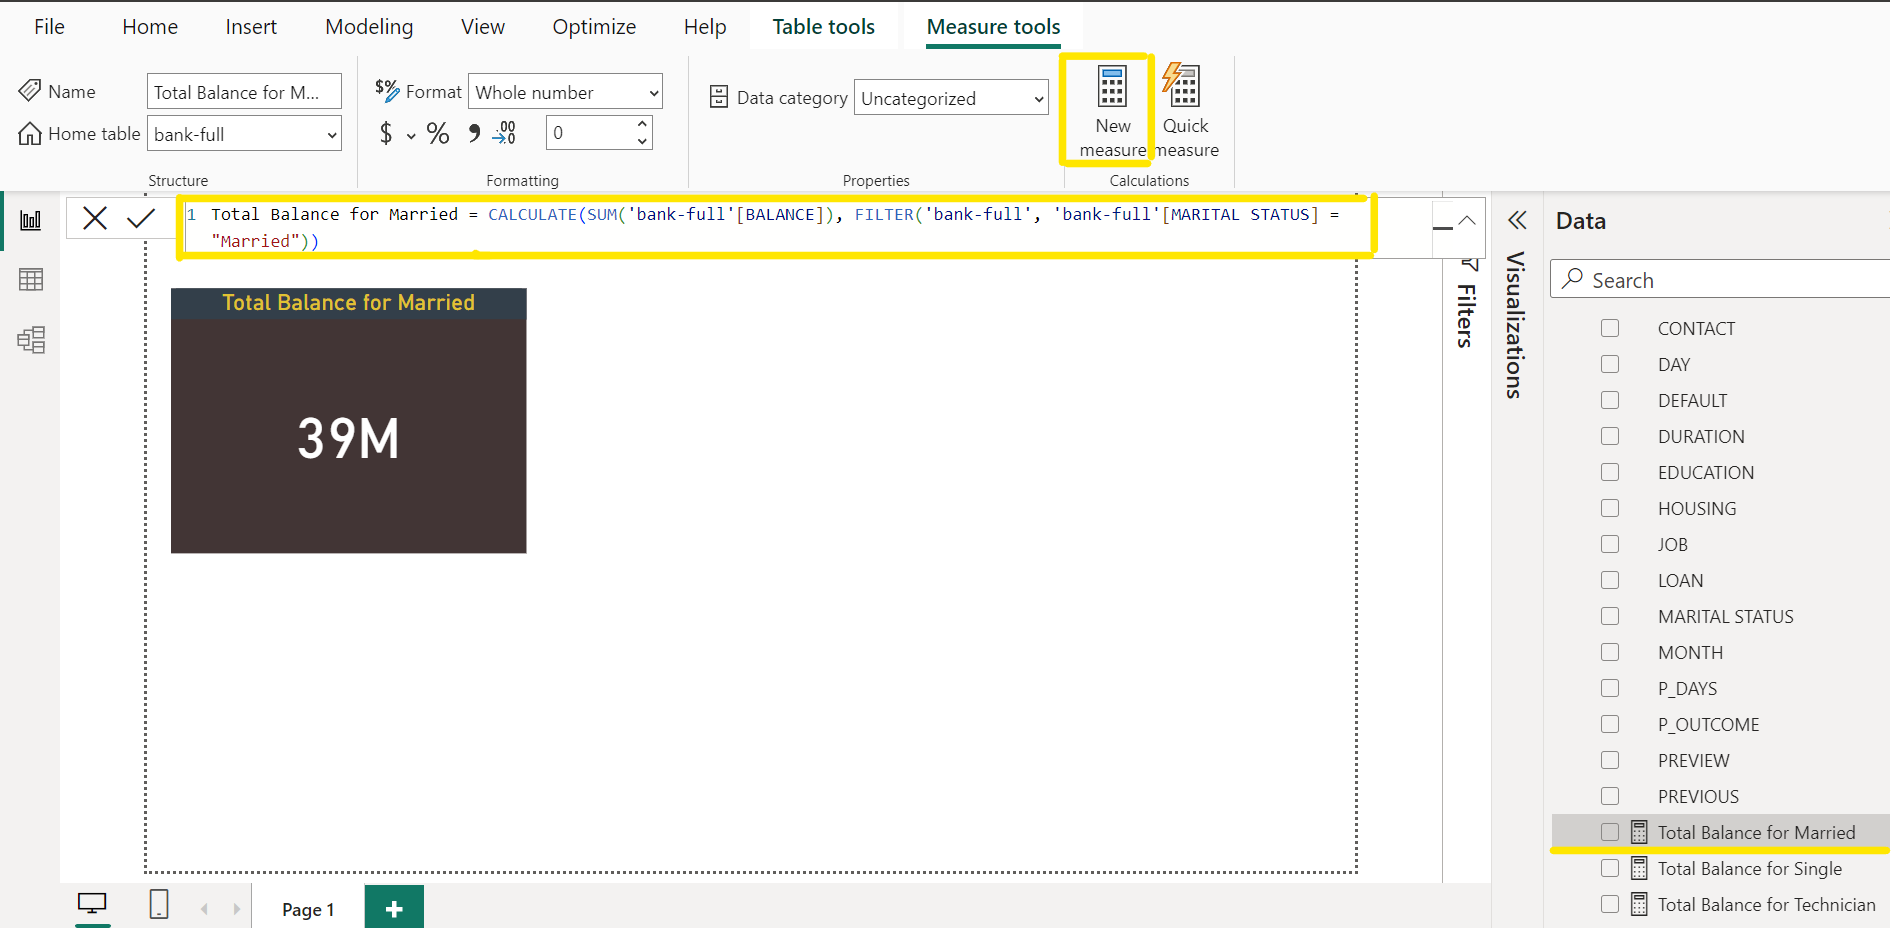 File Home Insert Modeling View Optimize Help Table tools Measure tools
Name Total Balance for M... $% Format Whole number Data category Uncategorized New measure Quick measure
Home table bank-full $ % , .00 0
Structure Formatting Properties Calculations
1 Total Balance for Married = CALCULATE(SUM('bank-full'[BALANCE]), FILTER('bank-full', 'bank-full'[MARITAL STATUS] =
"Married"))
Total Balance for Married
39M
Filters
Visualizations
Data
Search
CONTACT
DAY
DEFAULT
DURATION
EDUCATION
HOUSING
JOB
LOAN
MARITAL STATUS
MONTH
P_DAYS
P_OUTCOME
PREVIEW
PREVIOUS
Total Balance for Married
Total Balance for Single
Total Balance for Technician
Page 1